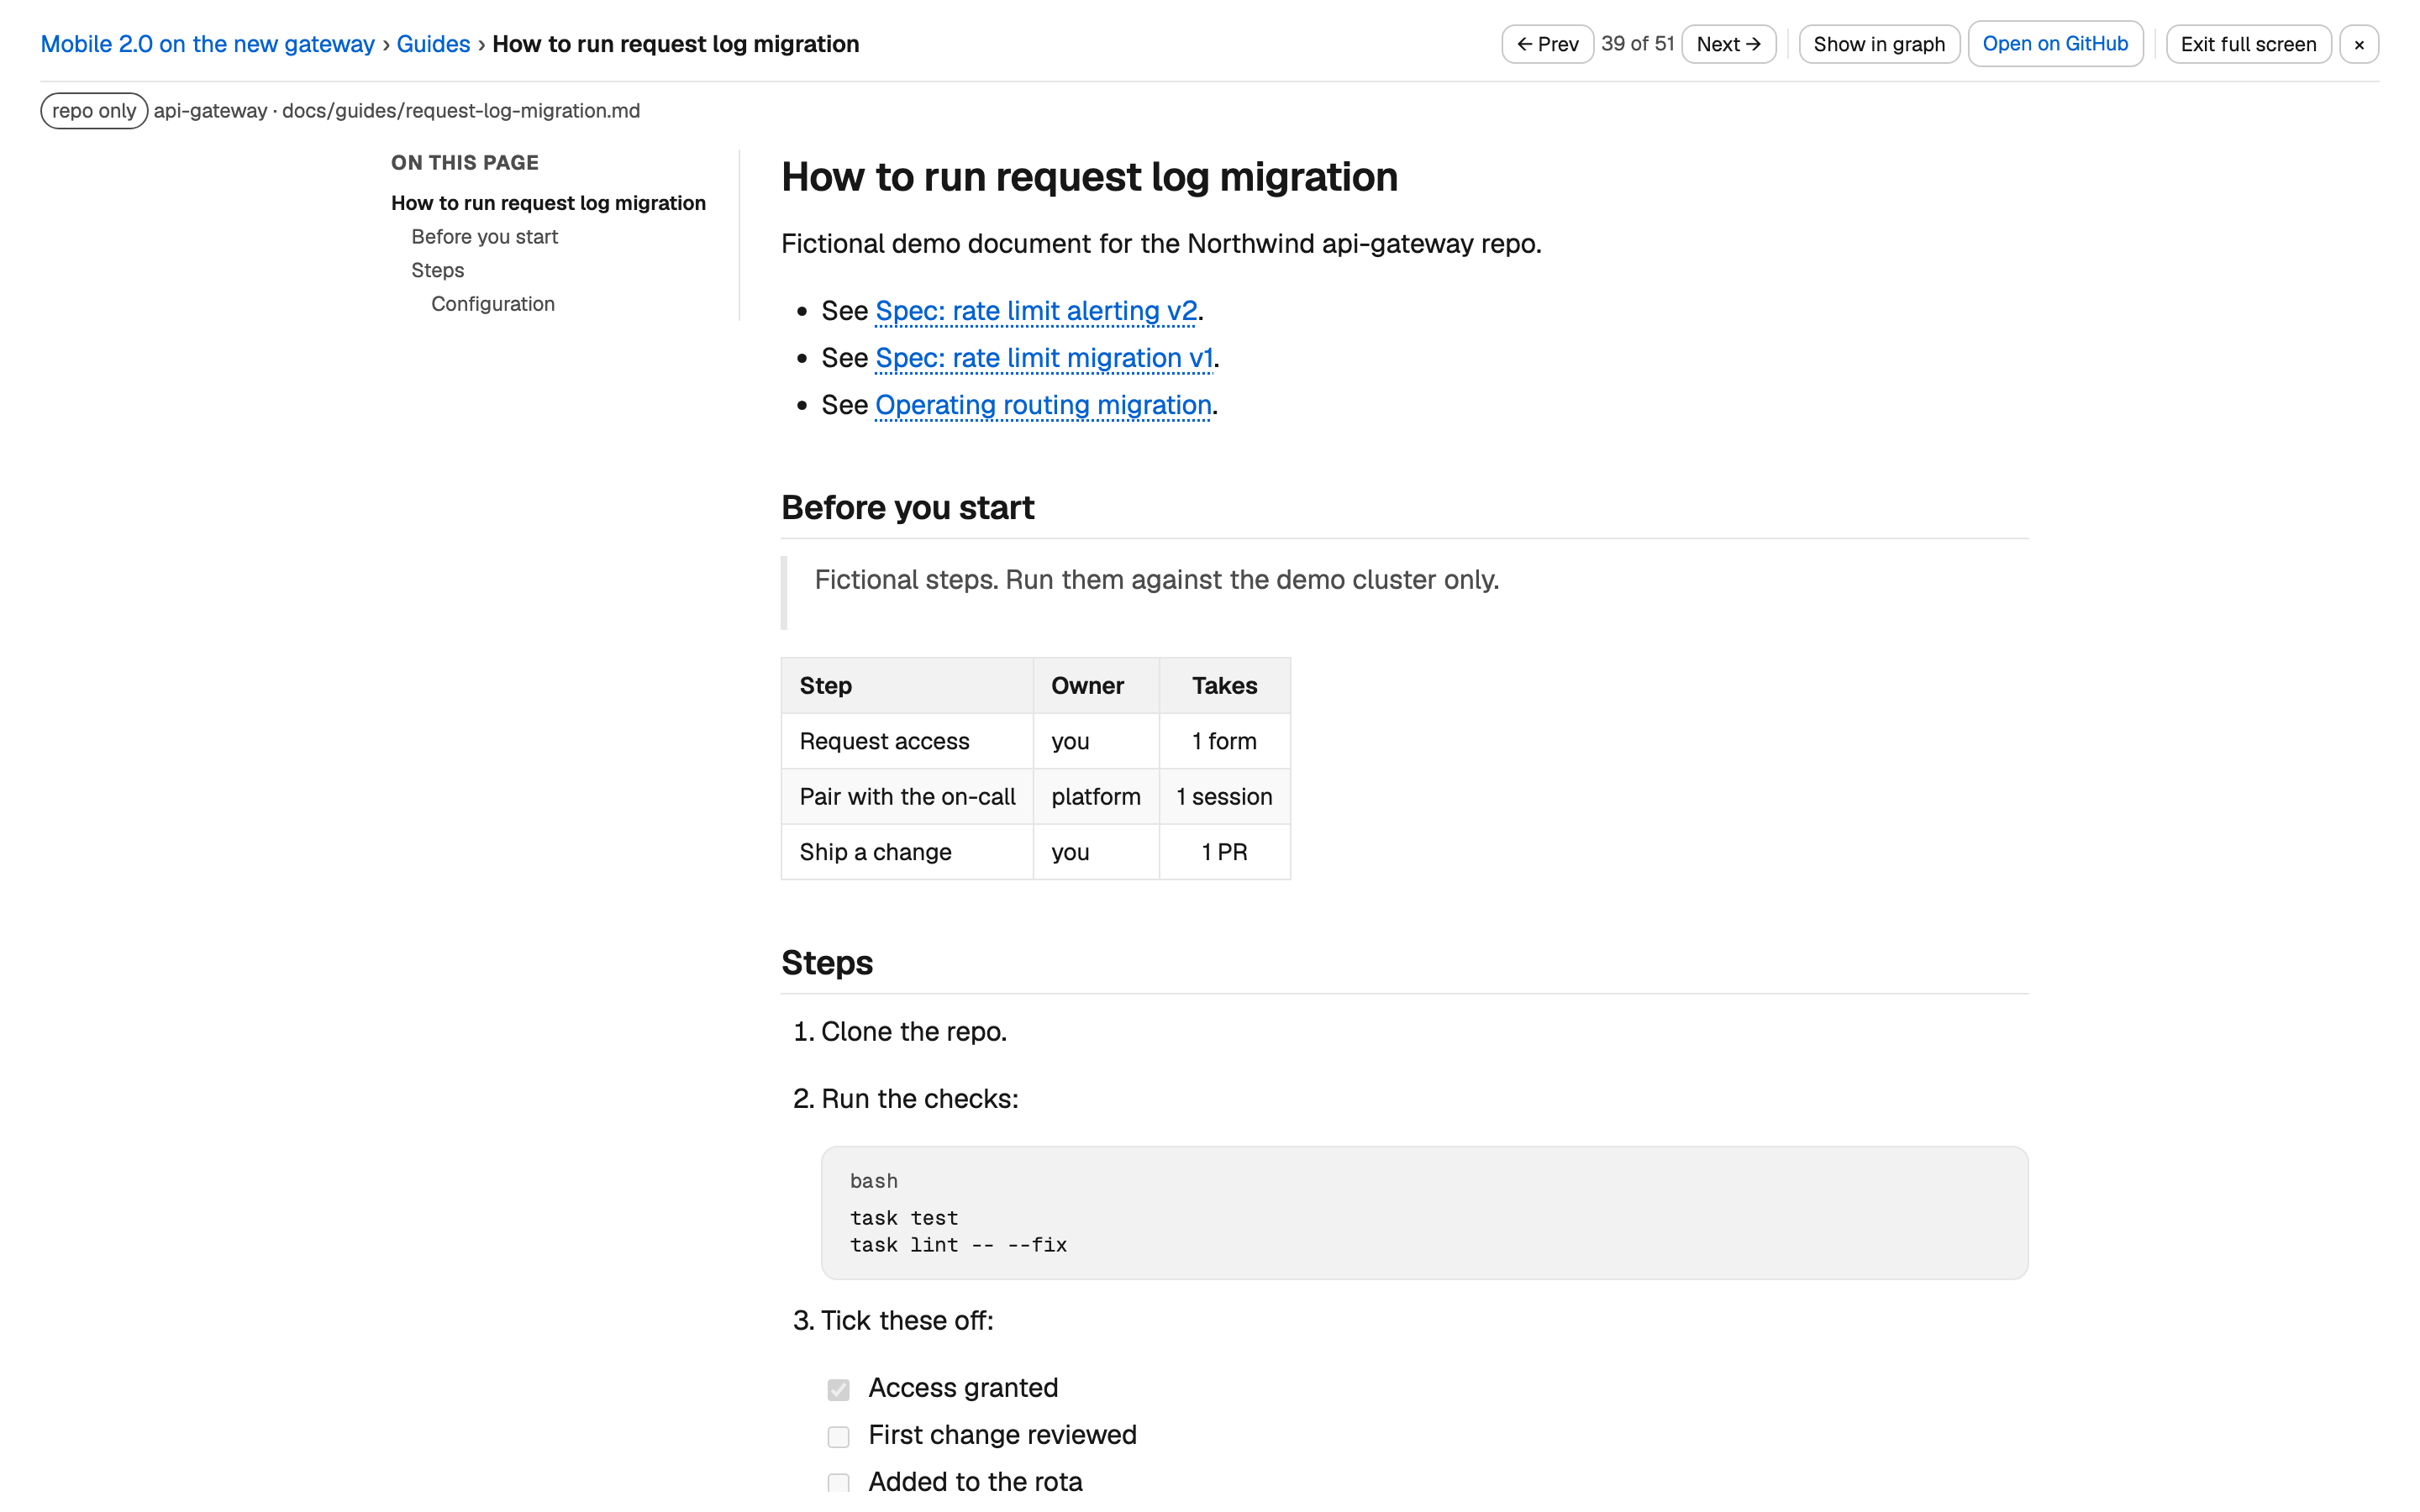 Mobile 2.0 on the new gateway › Guides › How to run request log migration
← Prev 39 of 51 Next → Show in graph Open on GitHub Exit full screen ×
repo only api-gateway · docs/guides/request-log-migration.md
ON THIS PAGE
How to run request log migration
Before you start
Steps
Configuration
How to run request log migration
Fictional demo document for the Northwind api-gateway repo.
• See Spec: rate limit alerting v2.
• See Spec: rate limit migration v1.
• See Operating routing migration.
Before you start
Fictional steps. Run them against the demo cluster only.
Step Owner Takes
Request access you 1 form
Pair with the on-call platform 1 session
Ship a change you 1 PR
Steps
1. Clone the repo.
2. Run the checks:
bash
task test
task lint -- --fix
3. Tick these off:
Access granted
First change reviewed
Added to the rota